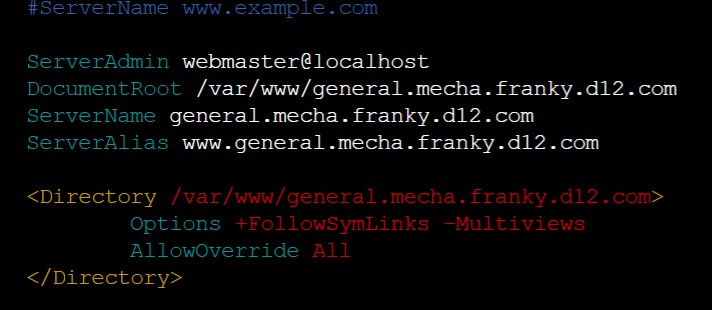 #ServerName www.example.com
ServerAdmin webmaster@localhost
DocumentRoot /var/www/general.mecha.franky.d12.com
ServerName general.mecha.franky.d12.com
ServerAlias www.general.mecha.franky.d12.com
<Directory /var/www/general.mecha.franky.d12.com>
Options +FollowSymLinks -Multiviews
AllowOverride All
</Directory>